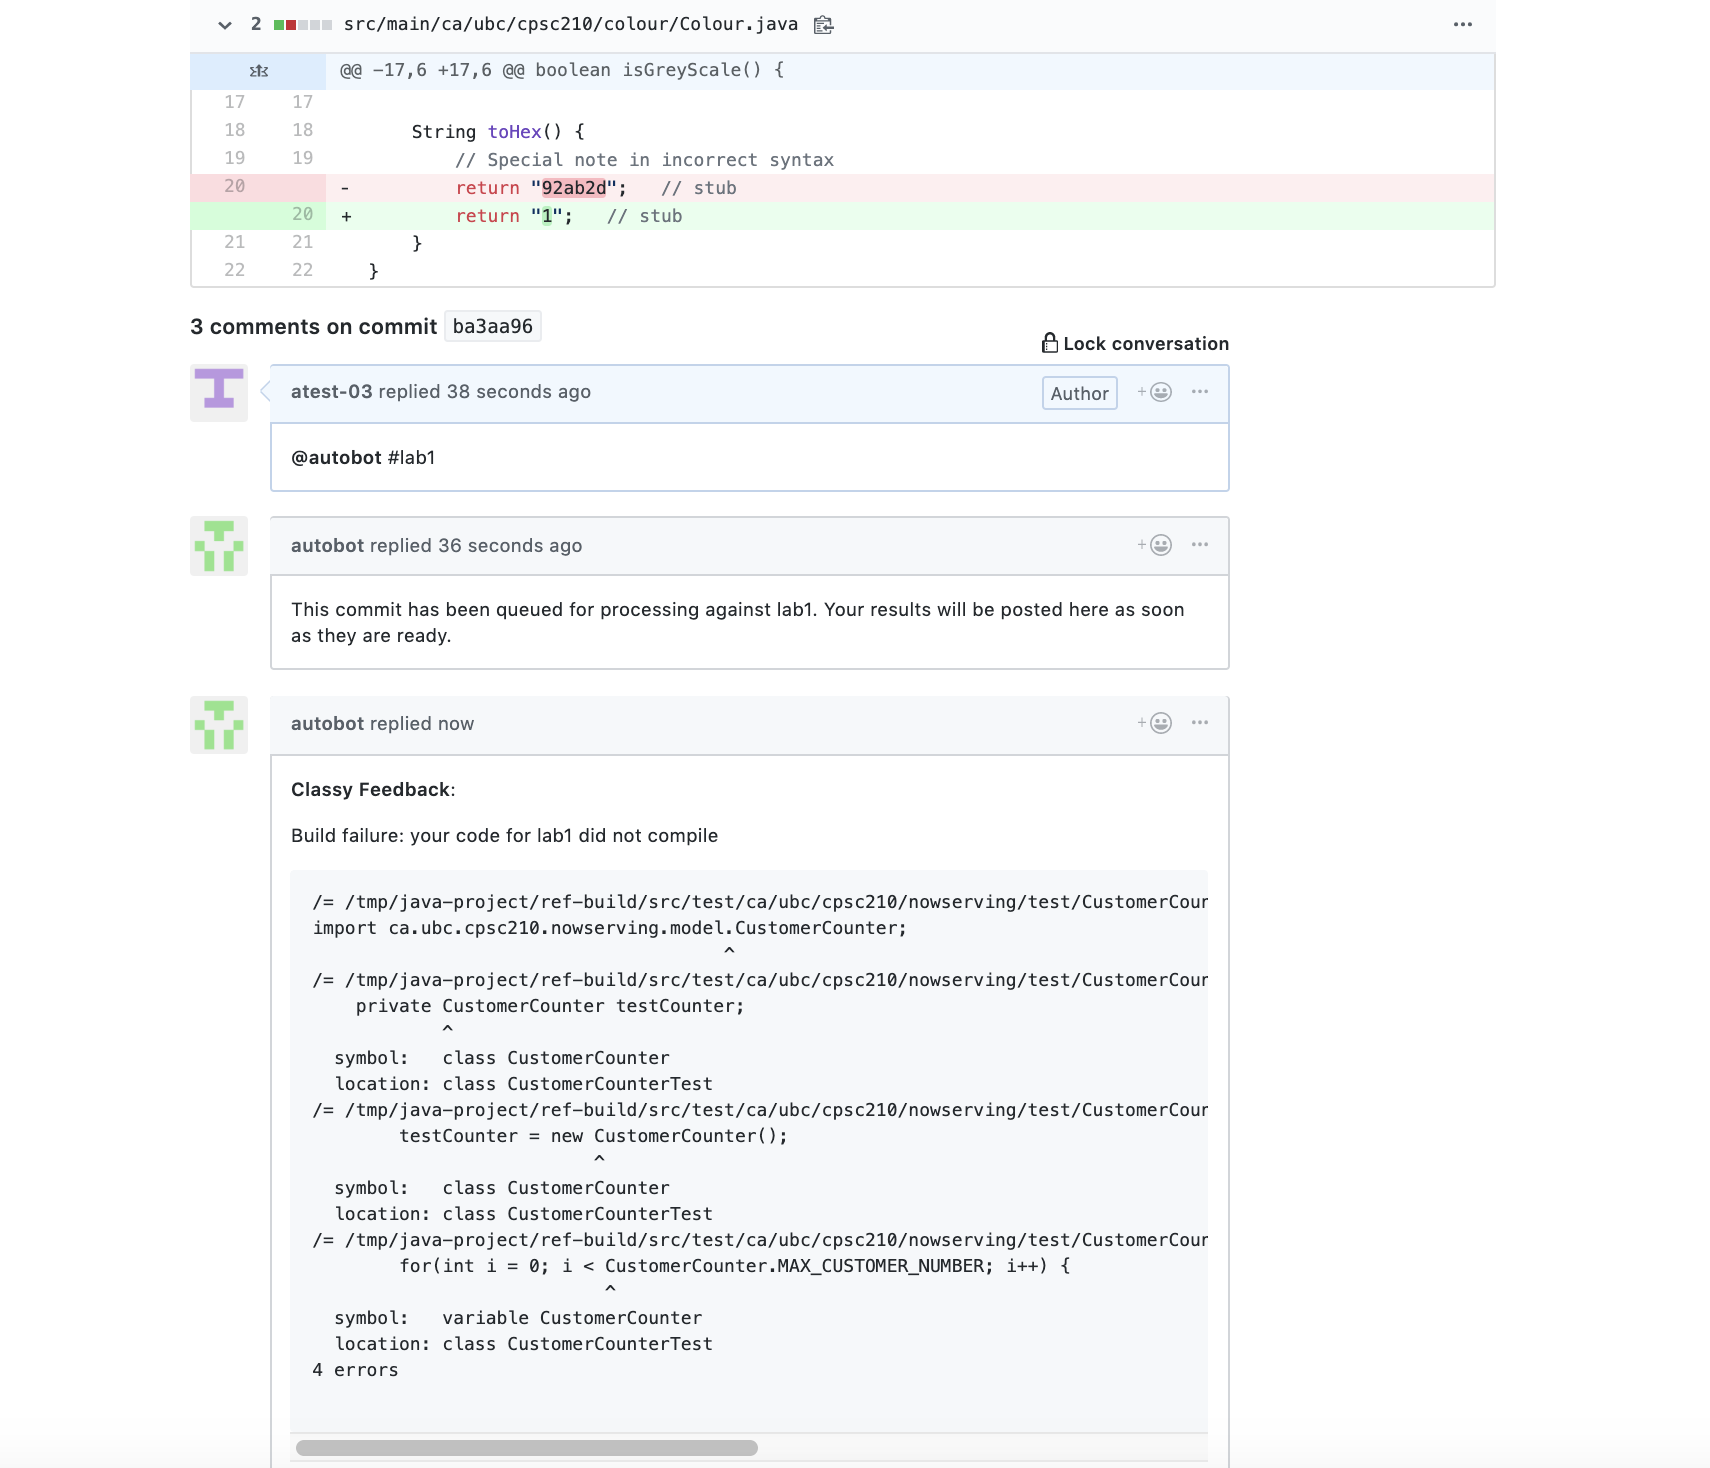 2 src/main/ca/ubc/cpsc210/colour/Colour.java
@@ -17,6 +17,6 @@ boolean isGreyScale() {
17 17
18 18 String toHex() {
19 19 // Special note in incorrect syntax
20 - return "92ab2d"; // stub
20 + return "1"; // stub
21 21 }
22 22 }
3 comments on commit ba3aa96
Lock conversation
atest-03 replied 38 seconds ago Author
@autobot #lab1
autobot replied 36 seconds ago
This commit has been queued for processing against lab1. Your results will be posted here as soon
as they are ready.
autobot replied now
Classy Feedback:
Build failure: your code for lab1 did not compile
/= /tmp/java-project/ref-build/src/test/ca/ubc/cpsc210/nowserving/test/CustomerCour
import ca.ubc.cpsc210.nowserving.model.CustomerCounter;
^
/= /tmp/java-project/ref-build/src/test/ca/ubc/cpsc210/nowserving/test/CustomerCour
private CustomerCounter testCounter;
^
symbol: class CustomerCounter
location: class CustomerCounterTest
/= /tmp/java-project/ref-build/src/test/ca/ubc/cpsc210/nowserving/test/CustomerCour
testCounter = new CustomerCounter();
^
symbol: class CustomerCounter
location: class CustomerCounterTest
/= /tmp/java-project/ref-build/src/test/ca/ubc/cpsc210/nowserving/test/CustomerCour
for(int i = 0; i < CustomerCounter.MAX_CUSTOMER_NUMBER; i++) {
^
symbol: variable CustomerCounter
location: class CustomerCounterTest
4 errors